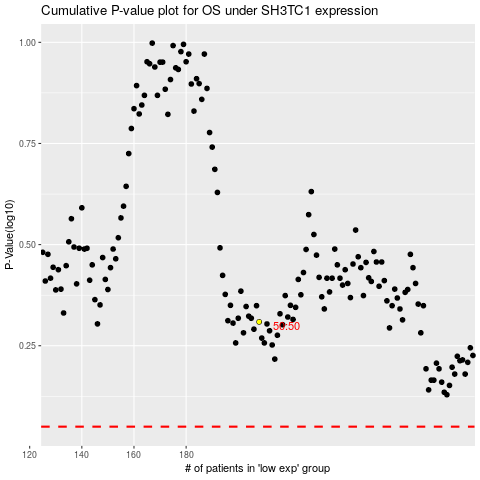 Cumulative P-value plot for OS under SH3TC1 expression
P-Value(log10)
1.00
0.75
0.50
0.25
50:50
120 140 160 180
# of patients in 'low exp' group